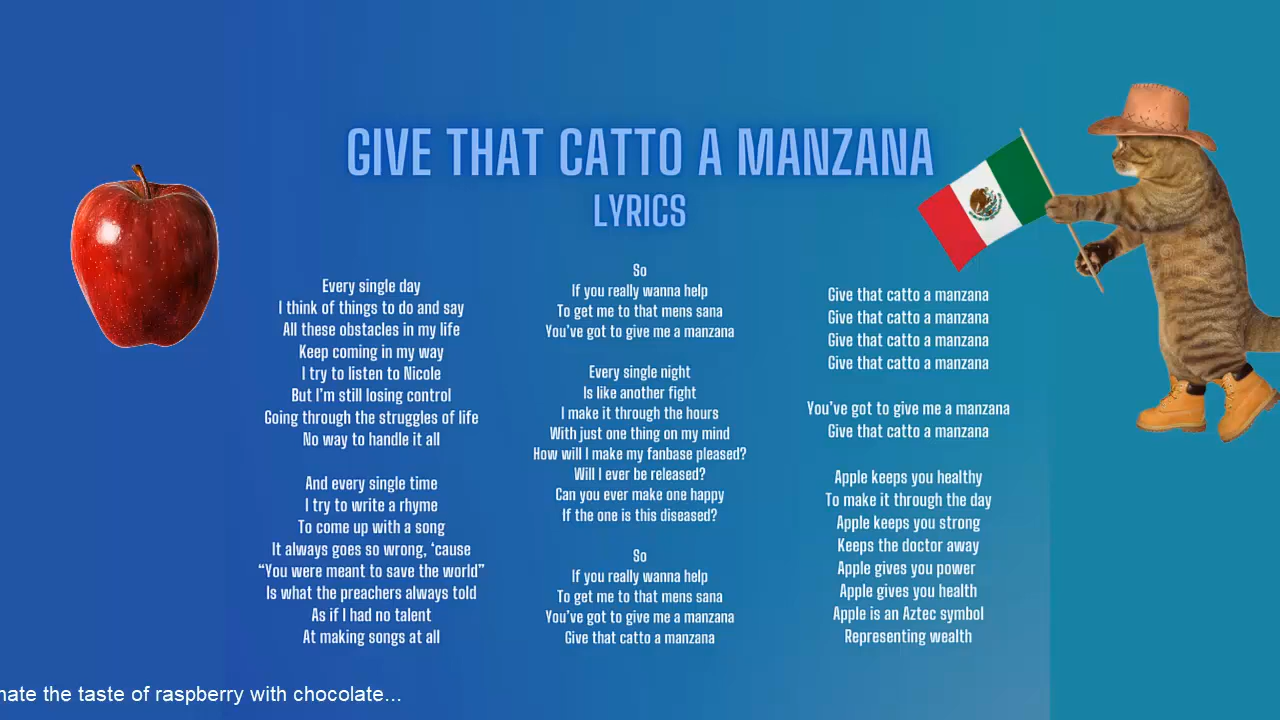 GIVE THAT CATTO A MANZANA
LYRICS
Every single day
I think of things to do and say
All these obstacles in my life
Keep coming in my way
I try to listen to Nicole
But I'm still losing control
Going through the struggles of life
No way to handle it all
And every single time
I try to write a rhyme
To come up with a song
It always goes so wrong, ‘cause
“You were meant to save the world”
Is what the preachers always told
As if I had no talent
At making songs at all
So
If you really wanna help
To get me to that mens sana
You've got to give me a manzana
Every single night
Is like another fight
I make it through the hours
With just one thing on my mind
How will I make my fanbase pleased?
Will I ever be released?
Can you ever make one happy
If the one is this diseased?
So
If you really wanna help
To get me to that mens sana
You've got to give me a manzana
Give that catto a manzana
Give that catto a manzana
Give that catto a manzana
Give that catto a manzana
Give that catto a manzana
You've got to give me a manzana
Give that catto a manzana
Apple keeps you healthy
To make it through the day
Apple keeps you strong
Keeps the doctor away
Apple gives you power
Apple gives you health
Apple is an Aztec symbol
Representing wealth
the taste of raspberry with chocolate...